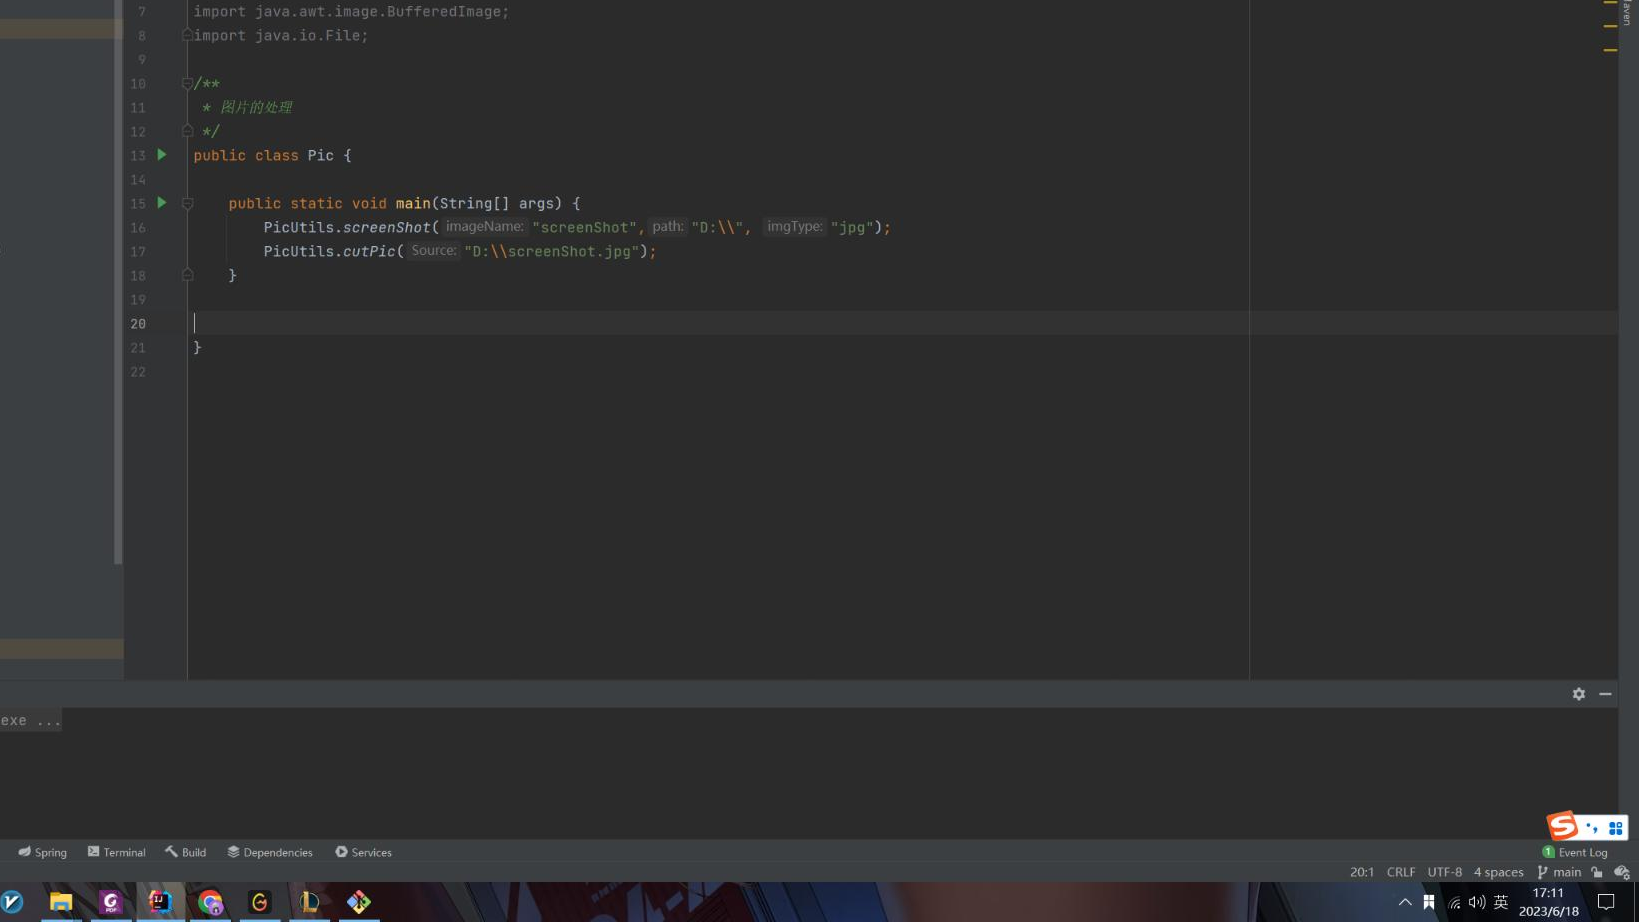 7 import java.awt.image.BufferedImage;
8 import java.io.File;
9
10 /**
11 * 图片的处理
12 */
13 public class Pic {
14
15 public static void main(String[] args) {
16 PicUtils.screenShot( imageName: "screenShot", path: "D:\\", imgType: "jpg");
17 PicUtils.cutPic( Source: "D:\\screenShot.jpg");
18 }
19
20
21 }
22
exe ...
Spring Terminal Build Dependencies Services 1 Event Log
20:1 CRLF UTF-8 4 spaces main
英 17:11
2023/6/18